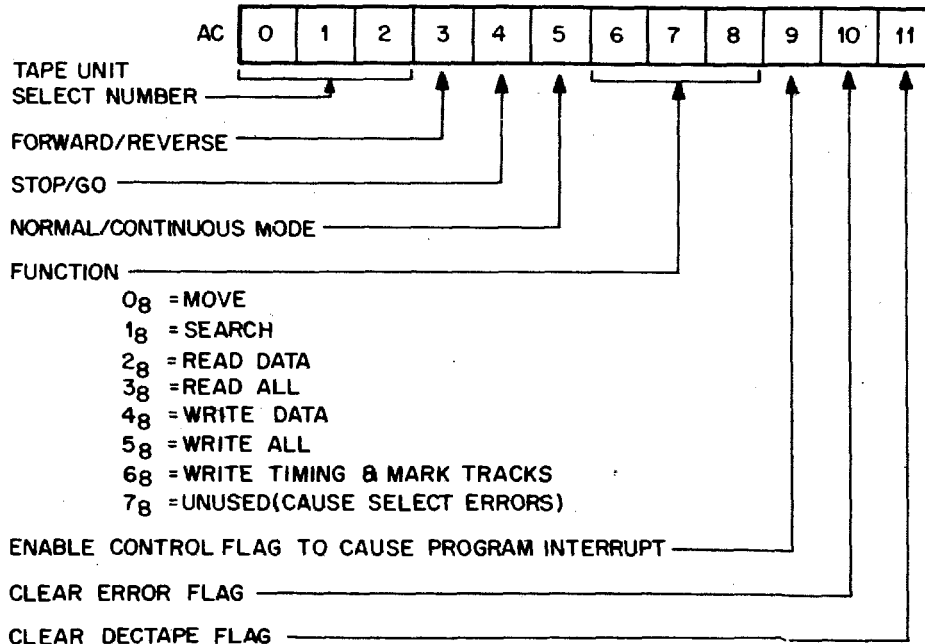 AC 0 1 2 3 4 5 6 7 8 9 10 11
TAPE UNIT
SELECT NUMBER
FORWARD/REVERSE
STOP/GO
NORMAL/CONTINUOUS MODE
FUNCTION
0₈ = MOVE
1₈ = SEARCH
2₈ = READ DATA
3₈ = READ ALL
4₈ = WRITE DATA
5₈ = WRITE ALL
6₈ = WRITE TIMING & MARK TRACKS
7₈ = UNUSED(CAUSE SELECT ERRORS)
ENABLE CONTROL FLAG TO CAUSE PROGRAM INTERRUPT
CLEAR ERROR FLAG
CLEAR DECTAPE FLAG